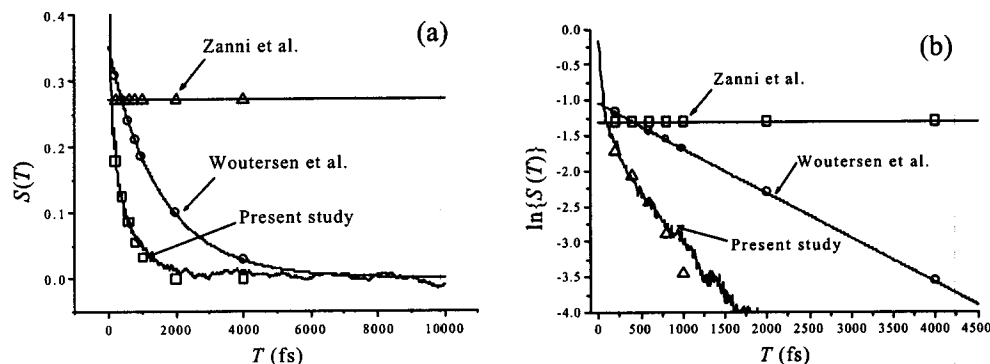 (a)
Zanni et al.
Woutersen et al.
Present study
S(T)
0.4
0.3
0.2
0.1
0.0
0 2000 4000 6000 8000 10000
T (fs)
(b)
Zanni et al.
Woutersen et al.
Present study
ln{S(T)}
0.0
-0.5
-1.0
-1.5
-2.0
-2.5
-3.0
-3.5
-4.0
0 500 1000 1500 2000 2500 3000 3500 4000 4500
T (fs)